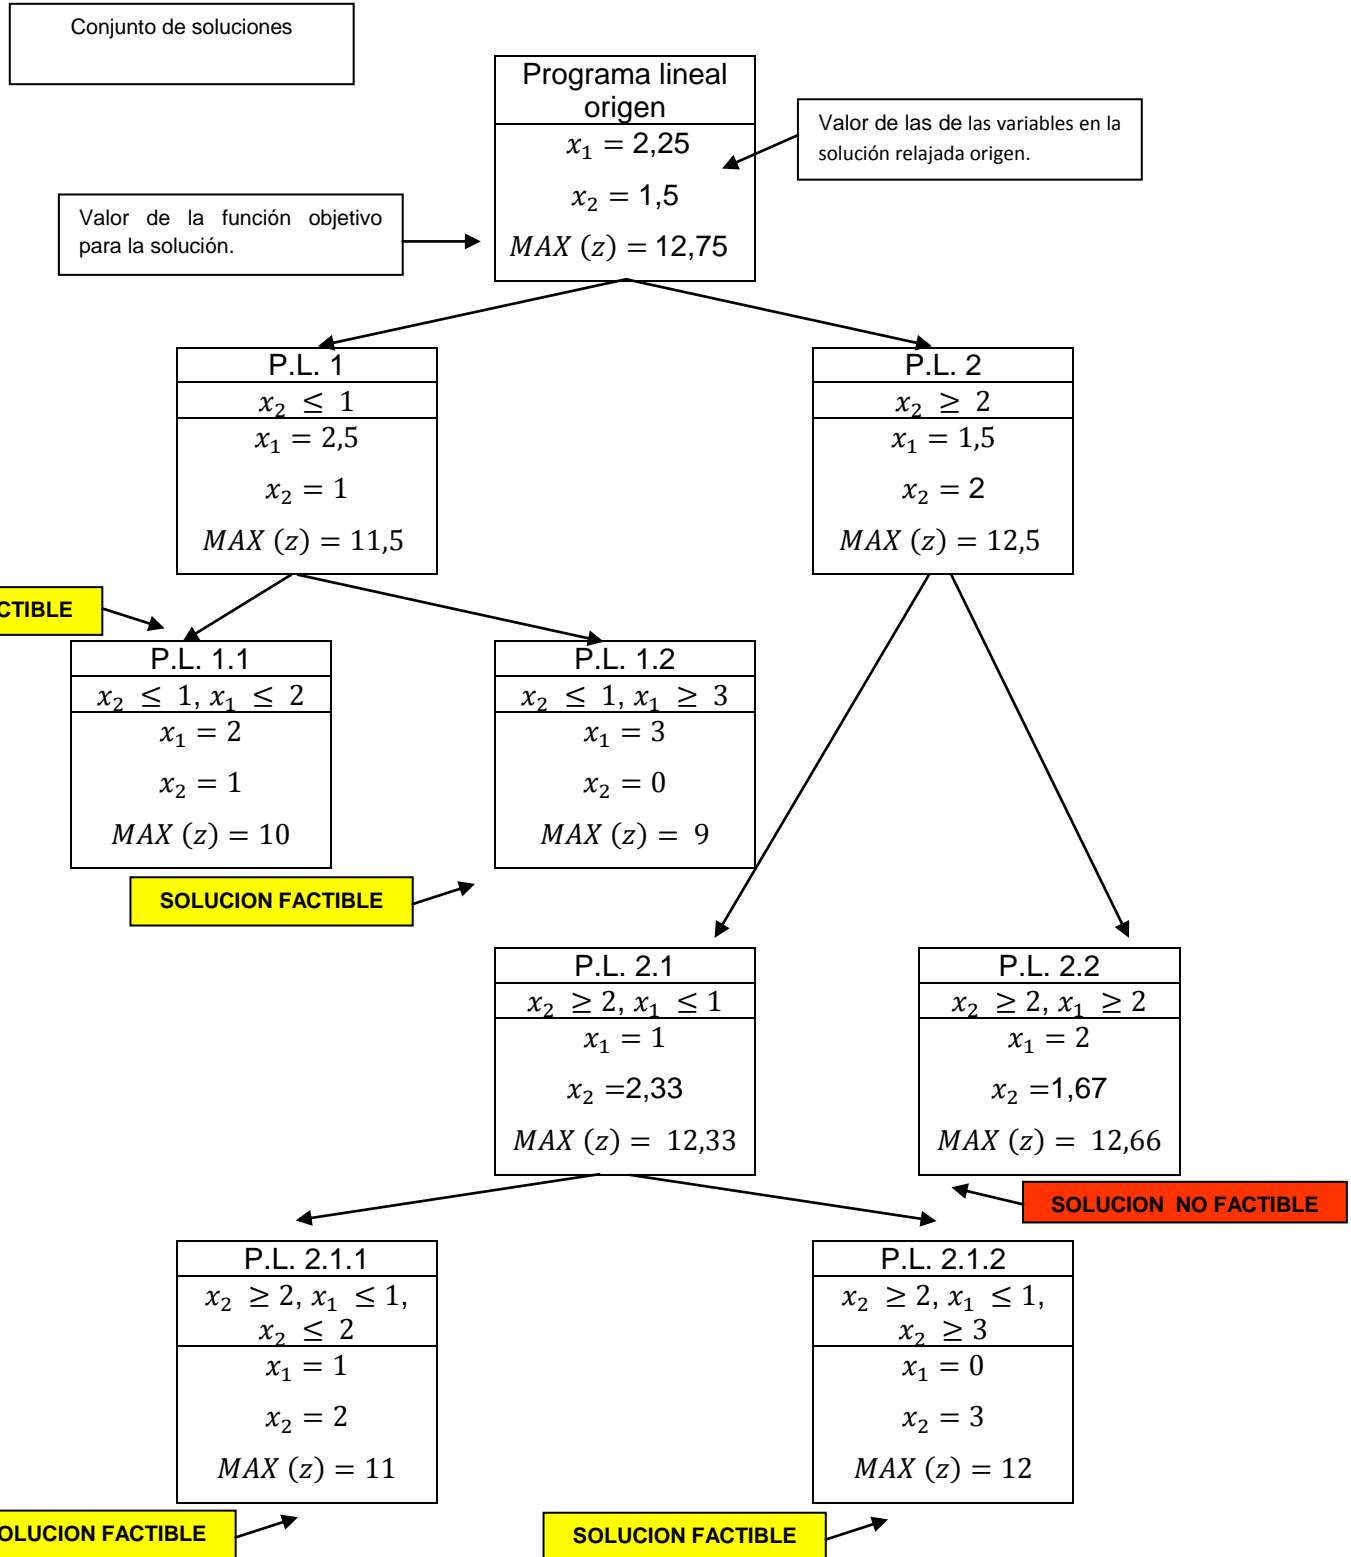 Conjunto de soluciones
Programa lineal
origen
x₁ = 2,25
x₂ = 1,5
MAX (z) = 12,75
Valor de las de las variables en la
solución relajada origen.
Valor de la función objetivo
para la solución.
P.L. 1
x₂ ≤ 1
x₁ = 2,5
x₂ = 1
MAX (z) = 11,5
P.L. 2
x₂ ≥ 2
x₁ = 1,5
x₂ = 2
MAX (z) = 12,5
CTIBLE
P.L. 1.1
x₂ ≤ 1, x₁ ≤ 2
x₁ = 2
x₂ = 1
MAX (z) = 10
P.L. 1.2
x₂ ≤ 1, x₁ ≥ 3
x₁ = 3
x₂ = 0
MAX (z) = 9
SOLUCION FACTIBLE
P.L. 2.1
x₂ ≥ 2, x₁ ≤ 1
x₁ = 1
x₂ =2,33
MAX (z) = 12,33
P.L. 2.2
x₂ ≥ 2, x₁ ≥ 2
x₁ = 2
x₂ =1,67
MAX (z) = 12,66
SOLUCION NO FACTIBLE
P.L. 2.1.1
x₂ ≥ 2, x₁ ≤ 1,
x₂ ≤ 2
x₁ = 1
x₂ = 2
MAX (z) = 11
P.L. 2.1.2
x₂ ≥ 2, x₁ ≤ 1,
x₂ ≥ 3
x₁ = 0
x₂ = 3
MAX (z) = 12
OLUCION FACTIBLE
SOLUCION FACTIBLE